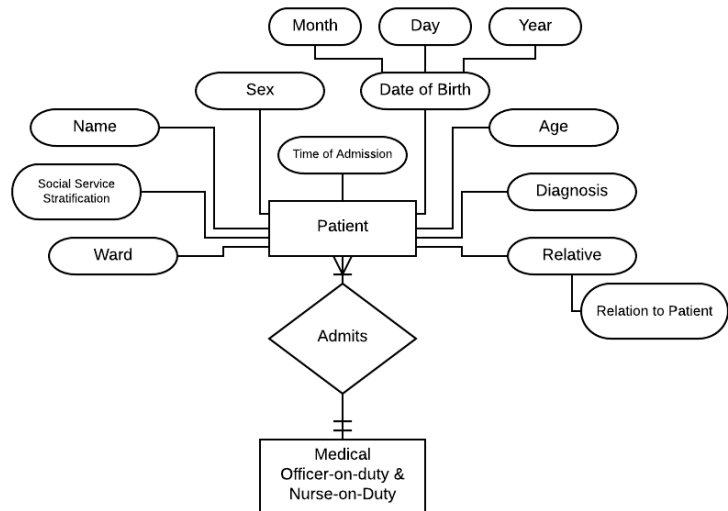 Month
Day
Year
Sex
Date of Birth
Name
Age
Time of Admission
Social Service
Stratification
Diagnosis
Patient
Ward
Relative
Relation to Patient
Admits
Medical
Officer-on-duty &
Nurse-on-Duty